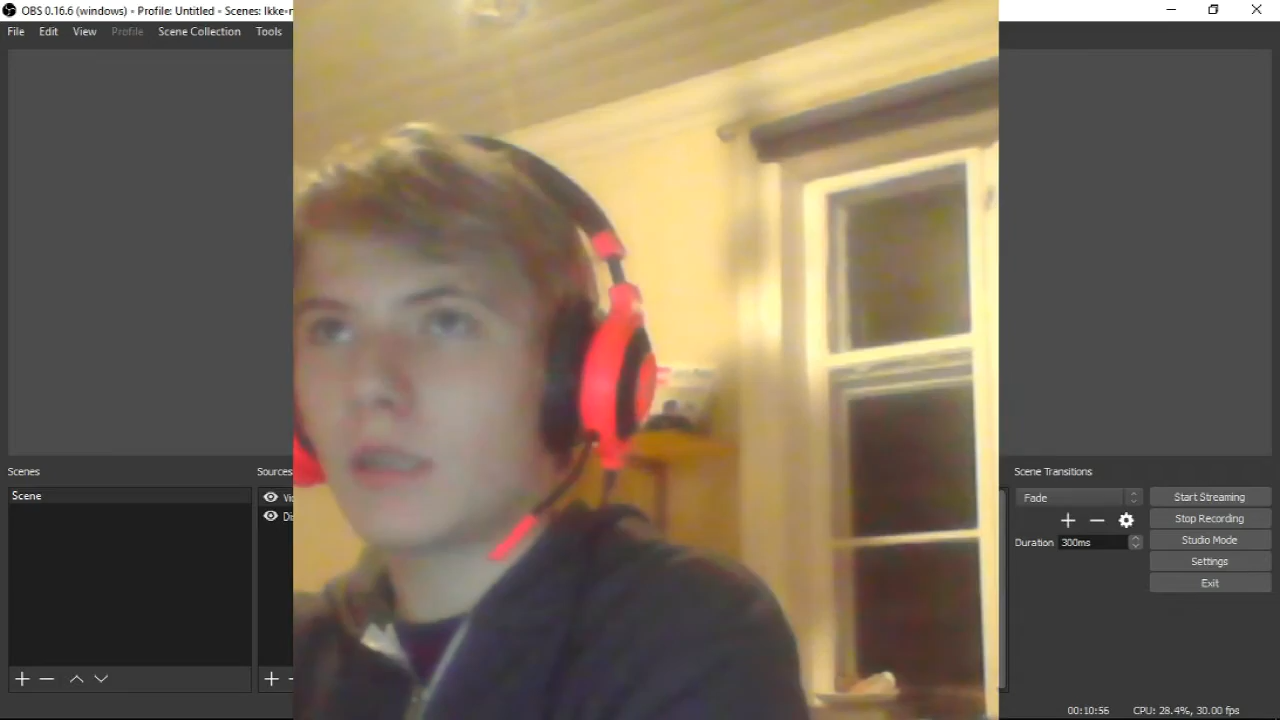 OBS 0.16.6 (windows) - Profile: Untitled - Scenes:
File Edit View Profile Scene Collection Tools
Scenes
Sources
Scene Transitions
Scene
Fade
Start Streaming
Stop Recording
Duration 300ms
Studio Mode
Settings
Exit
00:10:56 CPU: 28.4%, 30.00 fps